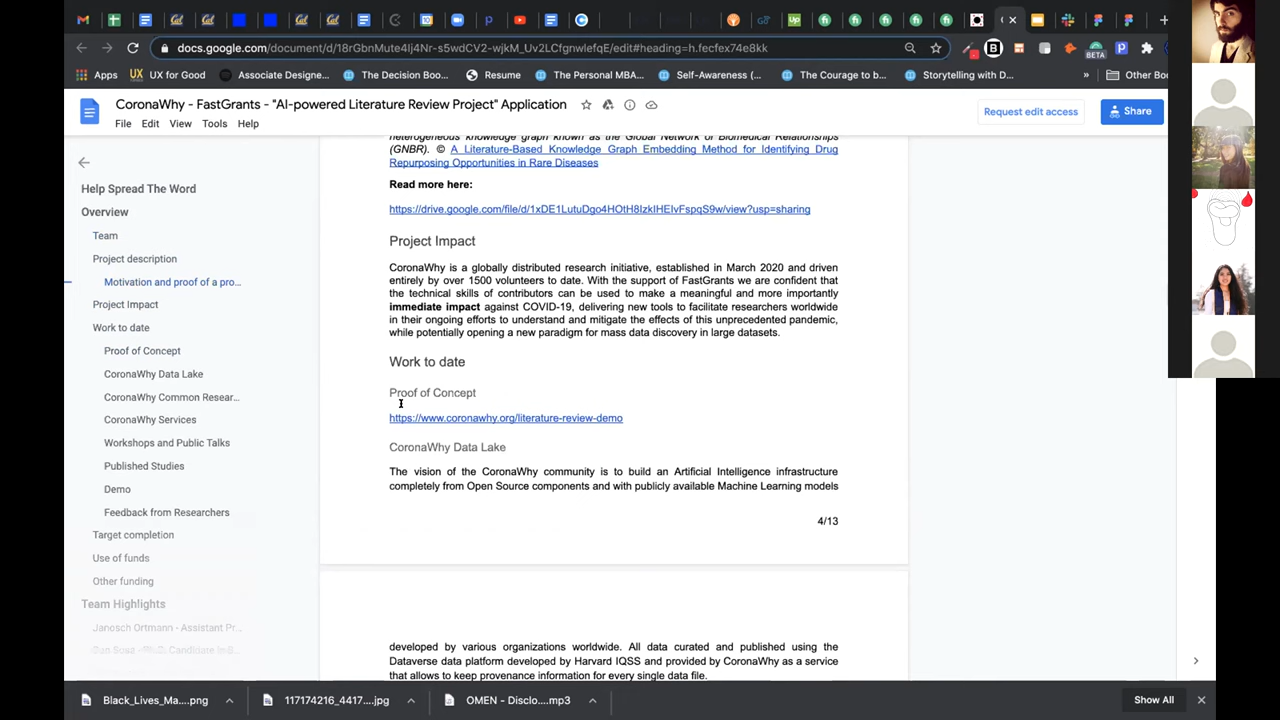 docs.google.com/document/d/18rGbnMute4Ij4Nr-s5wdCV2-wjkM_Uv2LCfgnwlefqE/edit#heading=h.fecfex74e8kk
BETA
Apps
UX for Good
Associate Designe...
The Decision Boo...
Resume
The Personal MBA...
Self-Awareness (...
The Courage to b...
Storytelling with D...
»
Other Bo
CoronaWhy - FastGrants - "AI-powered Literature Review Project" Application
Request edit access
Share
File Edit View Tools Help
Help Spread The Word
Overview
Team
Project description
Motivation and proof of a pro...
Project Impact
Work to date
Proof of Concept
CoronaWhy Data Lake
CoronaWhy Common Resear...
CoronaWhy Services
Workshops and Public Talks
Published Studies
Demo
Feedback from Researchers
Target completion
Use of funds
Other funding
Team Highlights
Janosch Ortmann - Assistant Pr...
heterogeneous knowledge graph known as the Global Network of Biomedical Relationships
(GNBR). © A Literature-Based Knowledge Graph Embedding Method for Identifying Drug
Repurposing Opportunities in Rare Diseases
Read more here:
https://drive.google.com/file/d/1xDE1LutuDgo4HOtH8IzkIHEIvFspqS9w/view?usp=sharing
Project Impact
CoronaWhy is a globally distributed research initiative, established in March 2020 and driven
entirely by over 1500 volunteers to date. With the support of FastGrants we are confident that
the technical skills of contributors can be used to make a meaningful and more importantly
immediate impact against COVID-19, delivering new tools to facilitate researchers worldwide
in their ongoing efforts to understand and mitigate the effects of this unprecedented pandemic,
while potentially opening a new paradigm for mass data discovery in large datasets.
Work to date
Proof of Concept
https://www.coronawhy.org/literature-review-demo
CoronaWhy Data Lake
The vision of the CoronaWhy community is to build an Artificial Intelligence infrastructure
completely from Open Source components and with publicly available Machine Learning models
4/13
developed by various organizations worldwide. All data curated and published using the
Dataverse data platform developed by Harvard IQSS and provided by CoronaWhy as a service
that allows to keep provenance information for every single data file.
Black_Lives_Ma....png
117174216_4417....jpg
OMEN - Disclo....mp3
Show All